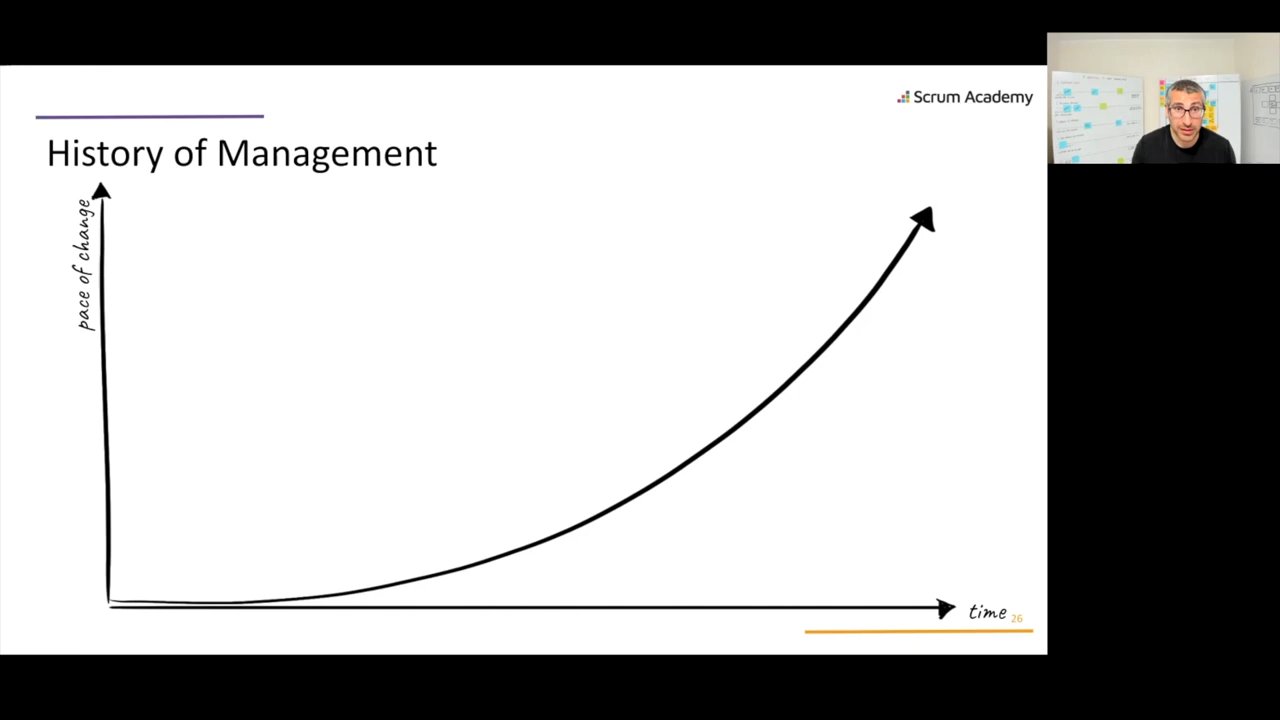 Scrum Academy
History of Management
pace of change
time
26